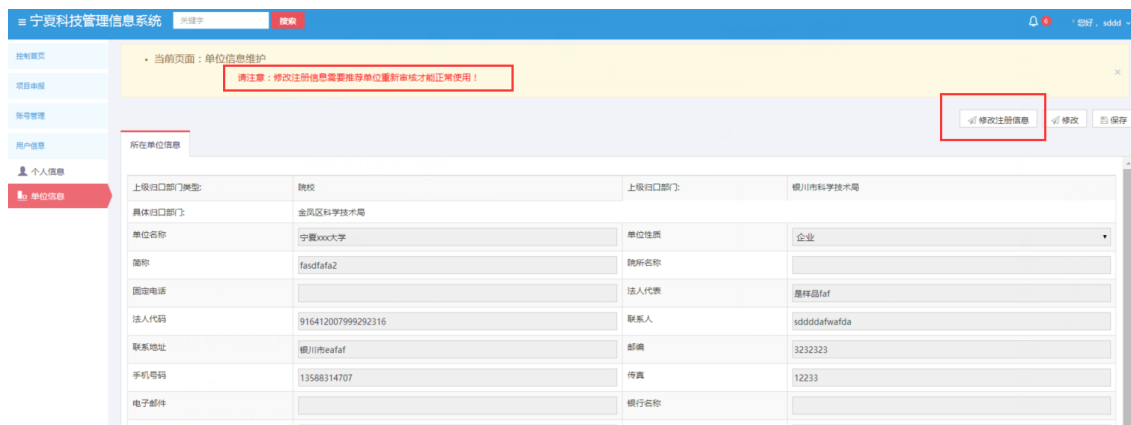 ≡ 宁夏科技管理信息系统 关键字 搜索 6 您好，sddd
控制首页
• 当前页面：单位信息维护
请注意：修改注册信息需要推荐单位重新审核才能正常使用！ ×
项目申报
账号管理
修改注册信息 修改 保存
用户信息
所在单位信息
个人信息
单位信息
上级归口部门类型: 院校 上级归口部门: 银川市科学技术局
具体归口部门: 金凤区科学技术局
单位名称 宁夏xxx大学 单位性质 企业
简称 fasdfafa2 院所名称
固定电话 法人代表 是样品faf
法人代码 916412007999292316 联系人 sddddafwafda
联系地址 银川市eafaf 邮编 3232323
手机号码 13588314707 传真 12233
电子邮件 银行名称